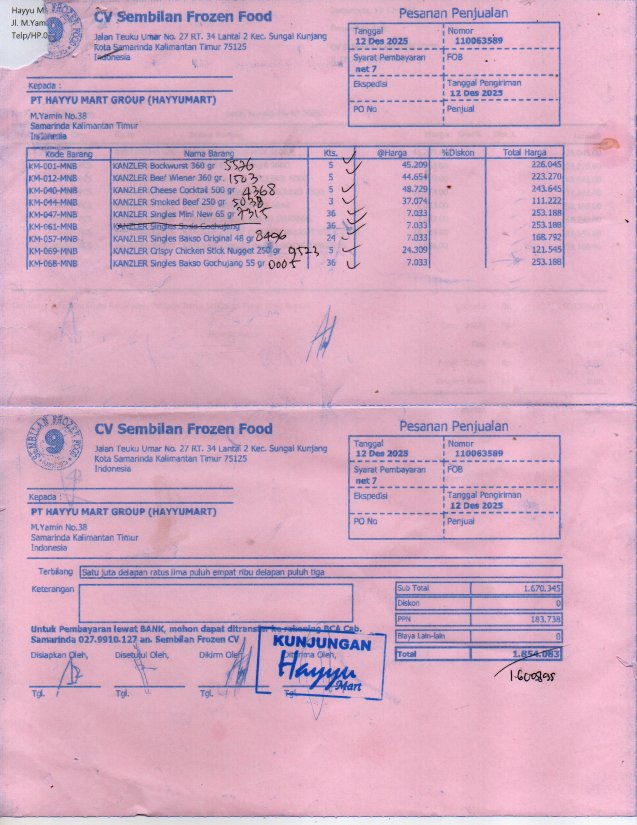 Hayyu M
Jl. M.Yami
Telp/HP.0
CV Sembilan Frozen Food
Jalan Teuku Umar No. 27 RT. 34 Lantai 2 Kec. Sungai Kunjang
Kota Samarinda Kalimantan Timur 75125
Indonesia
Pesanan Penjualan
Tanggal Nomor
12 Des 2025 110063589
Syarat Pembayaran FOB
net 7
Ekspedisi Tanggal Pengiriman
12 Des 2025
PO No Penjual
Kepada :
PT HAYYU MART GROUP (HAYYUMART)
M.Yamin No.38
Samarinda Kalimantan Timur
Indonesia
Kode Barang Nama Barang Kts. @Harga %Diskon Total Harga
KM-001-MNB KANZLER Bockwurst 360 gr 5526 5 45.209 226.045
KM-012-MNB KANZLER Beef Wiener 360 gr 1503 5 44.654 223.270
KM-040-MNB KANZLER Cheese Cocktail 500 gr 4368 5 48.729 243.645
KM-044-MNB KANZLER Smoked Beef 250 gr 5038 3 37.074 111.222
KM-047-MNB KANZLER Singles Mini New 65 gr 7315 36 7.033 253.188
KM-061-MNB KANZLER Singles Sosis Gochujang 36 7.033 253.188
KM-057-MNB KANZLER Singles Bakso Original 48 gr 8496 24 7.033 168.792
KM-069-MNB KANZLER Crispy Chicken Stick Nugget 250 gr 9523 5 24.309 121.545
KM-068-MNB KANZLER Singles Bakso Gochujang 55 gr 0005 36 7.033 253.188
SEMBILAN FROZEN FOOD
9
CV Sembilan Frozen Food
Jalan Teuku Umar No. 27 RT. 34 Lantai 2 Kec. Sungai Kunjang
Kota Samarinda Kalimantan Timur 75125
Indonesia
Pesanan Penjualan
Tanggal Nomor
12 Des 2025 110063589
Syarat Pembayaran FOB
net 7
Ekspedisi Tanggal Pengiriman
12 Des 2025
PO No Penjual
Kepada :
PT HAYYU MART GROUP (HAYYUMART)
M.Yamin No.38
Samarinda Kalimantan Timur
Indonesia
Terbilang Satu juta delapan ratus lima puluh empat ribu delapan puluh tiga
Keterangan
Sub Total 1.670.345
Diskon 0
PPN 183.738
Biaya Lain-lain 0
Total 1.854.083
Untuk Pembayaran lewat BANK, mohon dapat ditransfer ke rekening BCA Cab.
Samarinda 027.9910.127 an. Sembilan Frozen CV
Disiapkan Oleh, Disetujui Oleh, Dikirim Oleh, Diterima Oleh,
KUNJUNGAN
Hayyu
Mart
Tgl. Tgl. Tgl. Tgl.